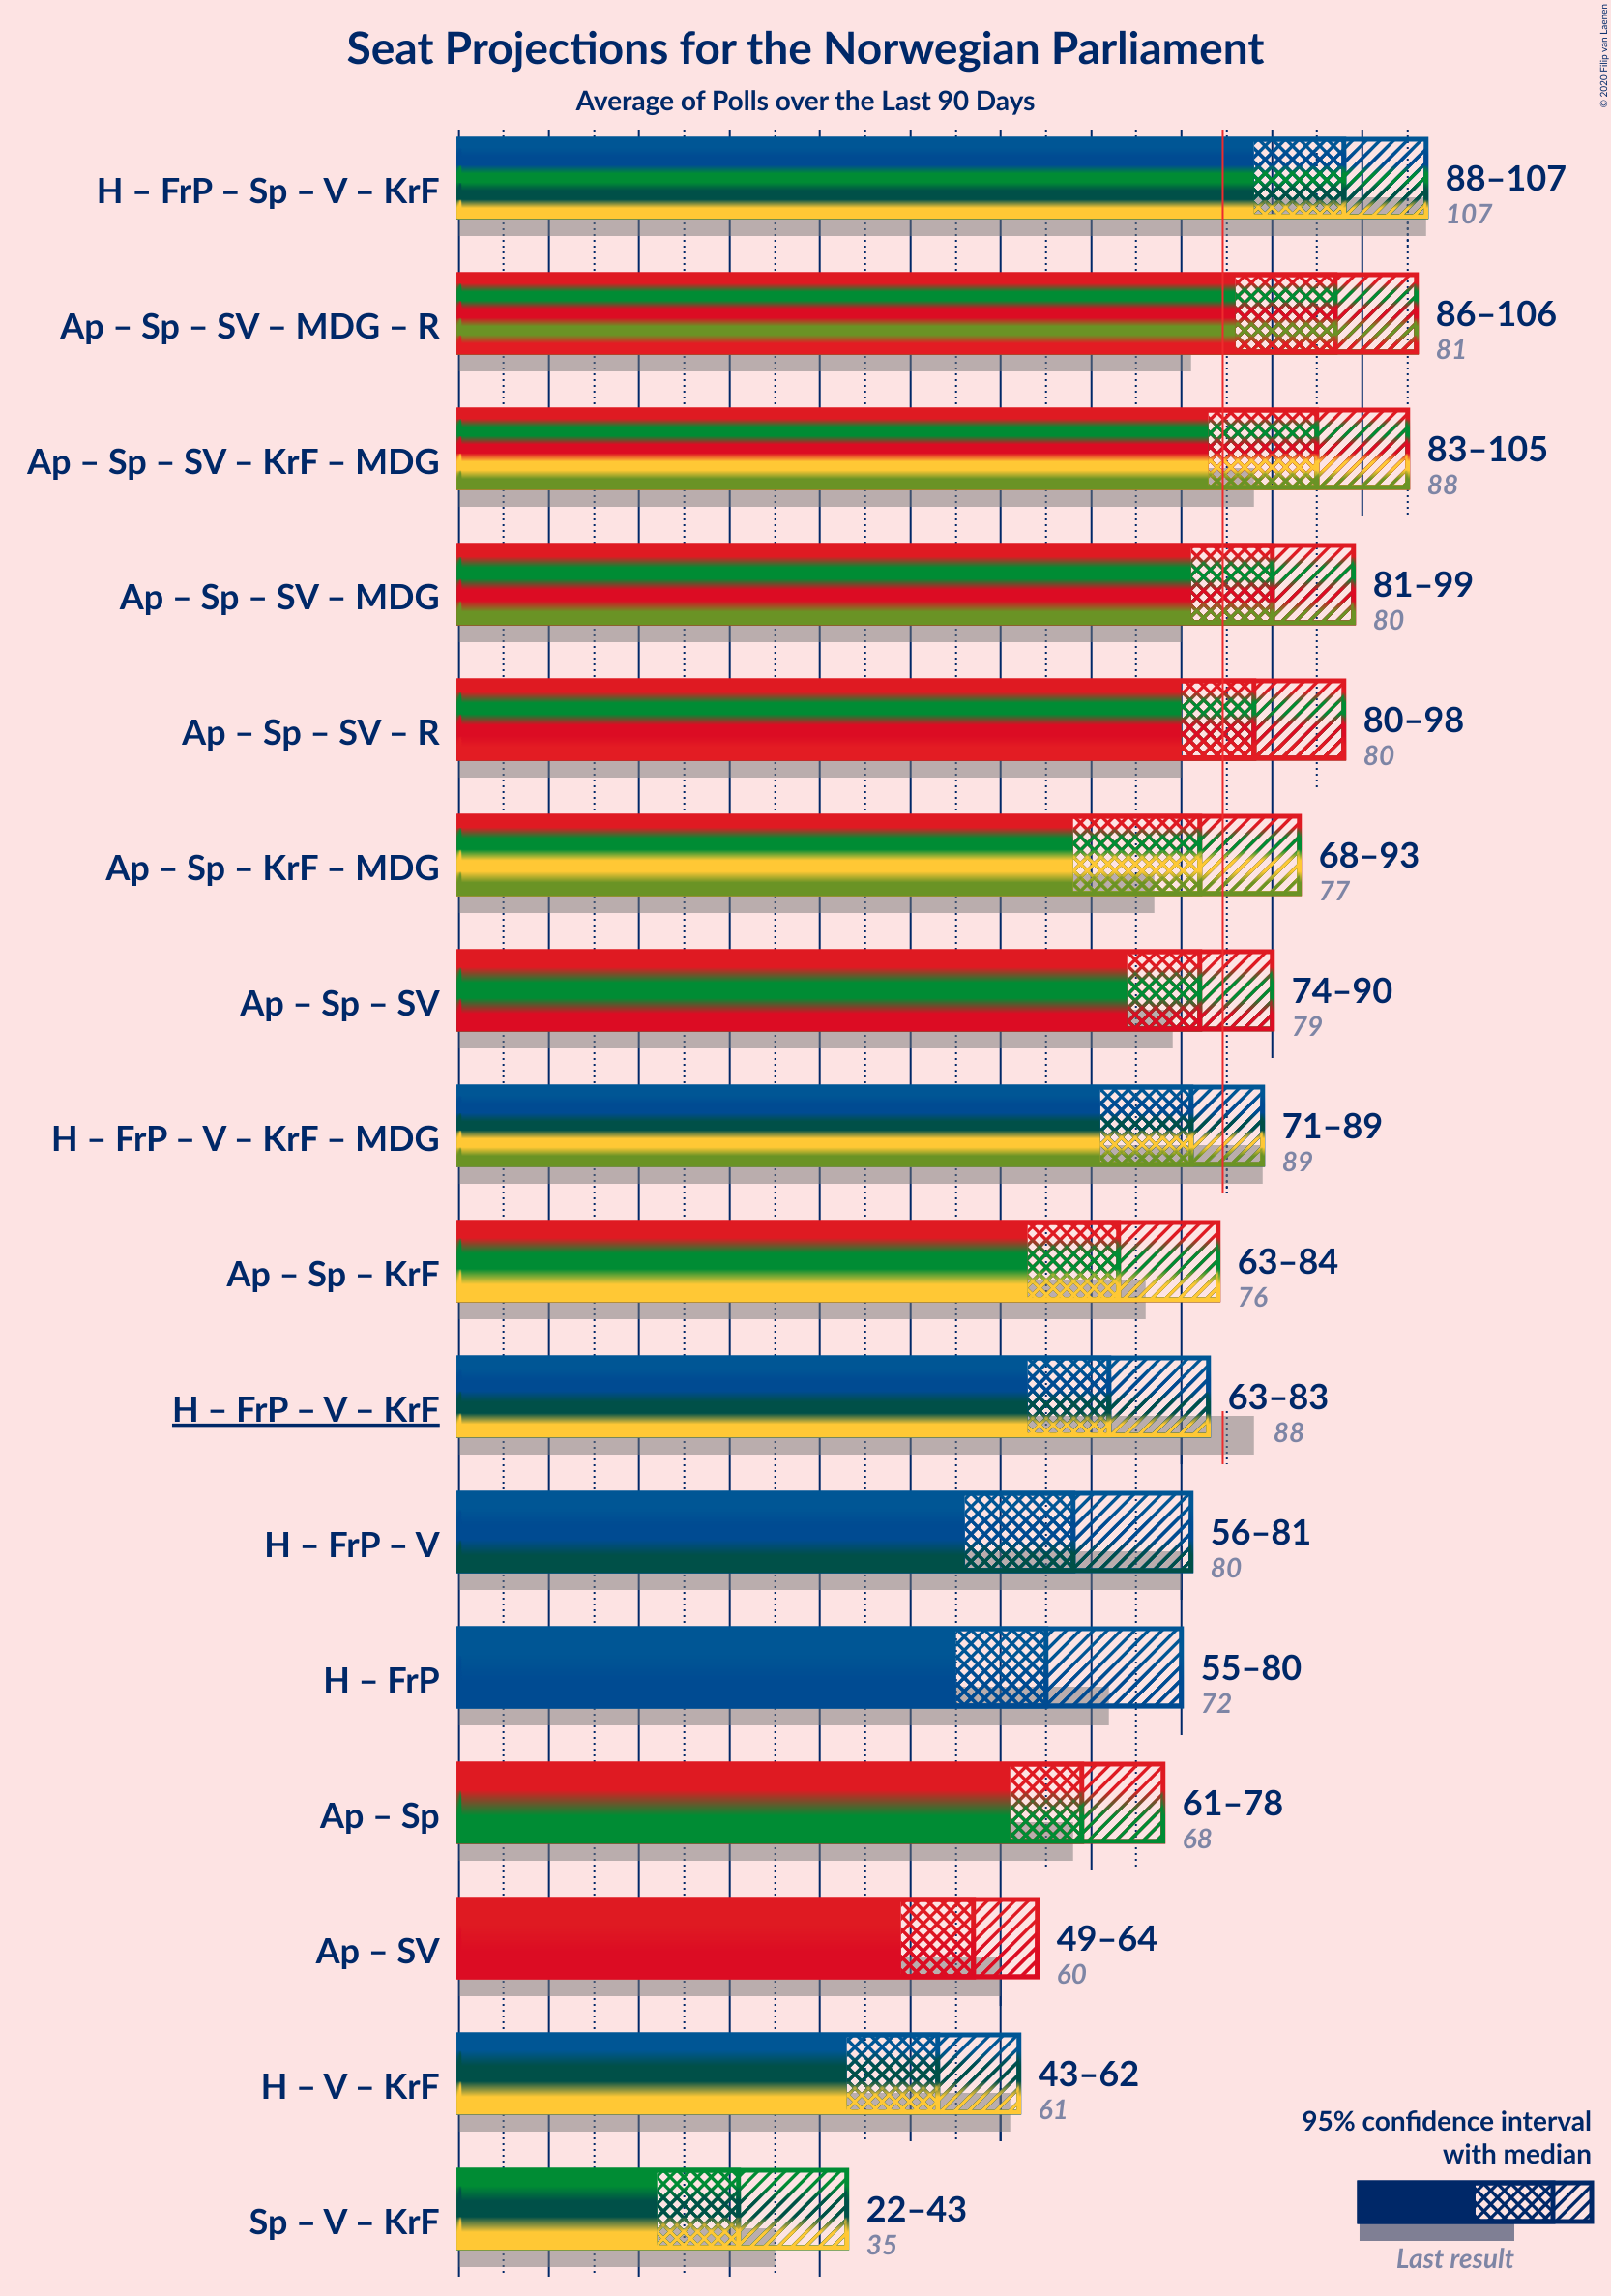 © 2020 Filip van Laenen
Seat Projections for the Norwegian Parliament
Average of Polls over the Last 90 Days
H – FrP – Sp – V – KrF
88–107
107
Ap – Sp – SV – MDG – R
86–106
81
Ap – Sp – SV – KrF – MDG
83–105
88
Ap – Sp – SV – MDG
81–99
80
Ap – Sp – SV – R
80–98
80
Ap – Sp – KrF – MDG
68–93
77
Ap – Sp – SV
74–90
79
H – FrP – V – KrF – MDG
71–89
89
Ap – Sp – KrF
63–84
76
H – FrP – V – KrF
63–83
88
H – FrP – V
56–81
80
H – FrP
55–80
72
Ap – Sp
61–78
68
Ap – SV
49–64
60
H – V – KrF
43–62
61
Sp – V – KrF
22–43
35
95% confidence interval
with median
Last result